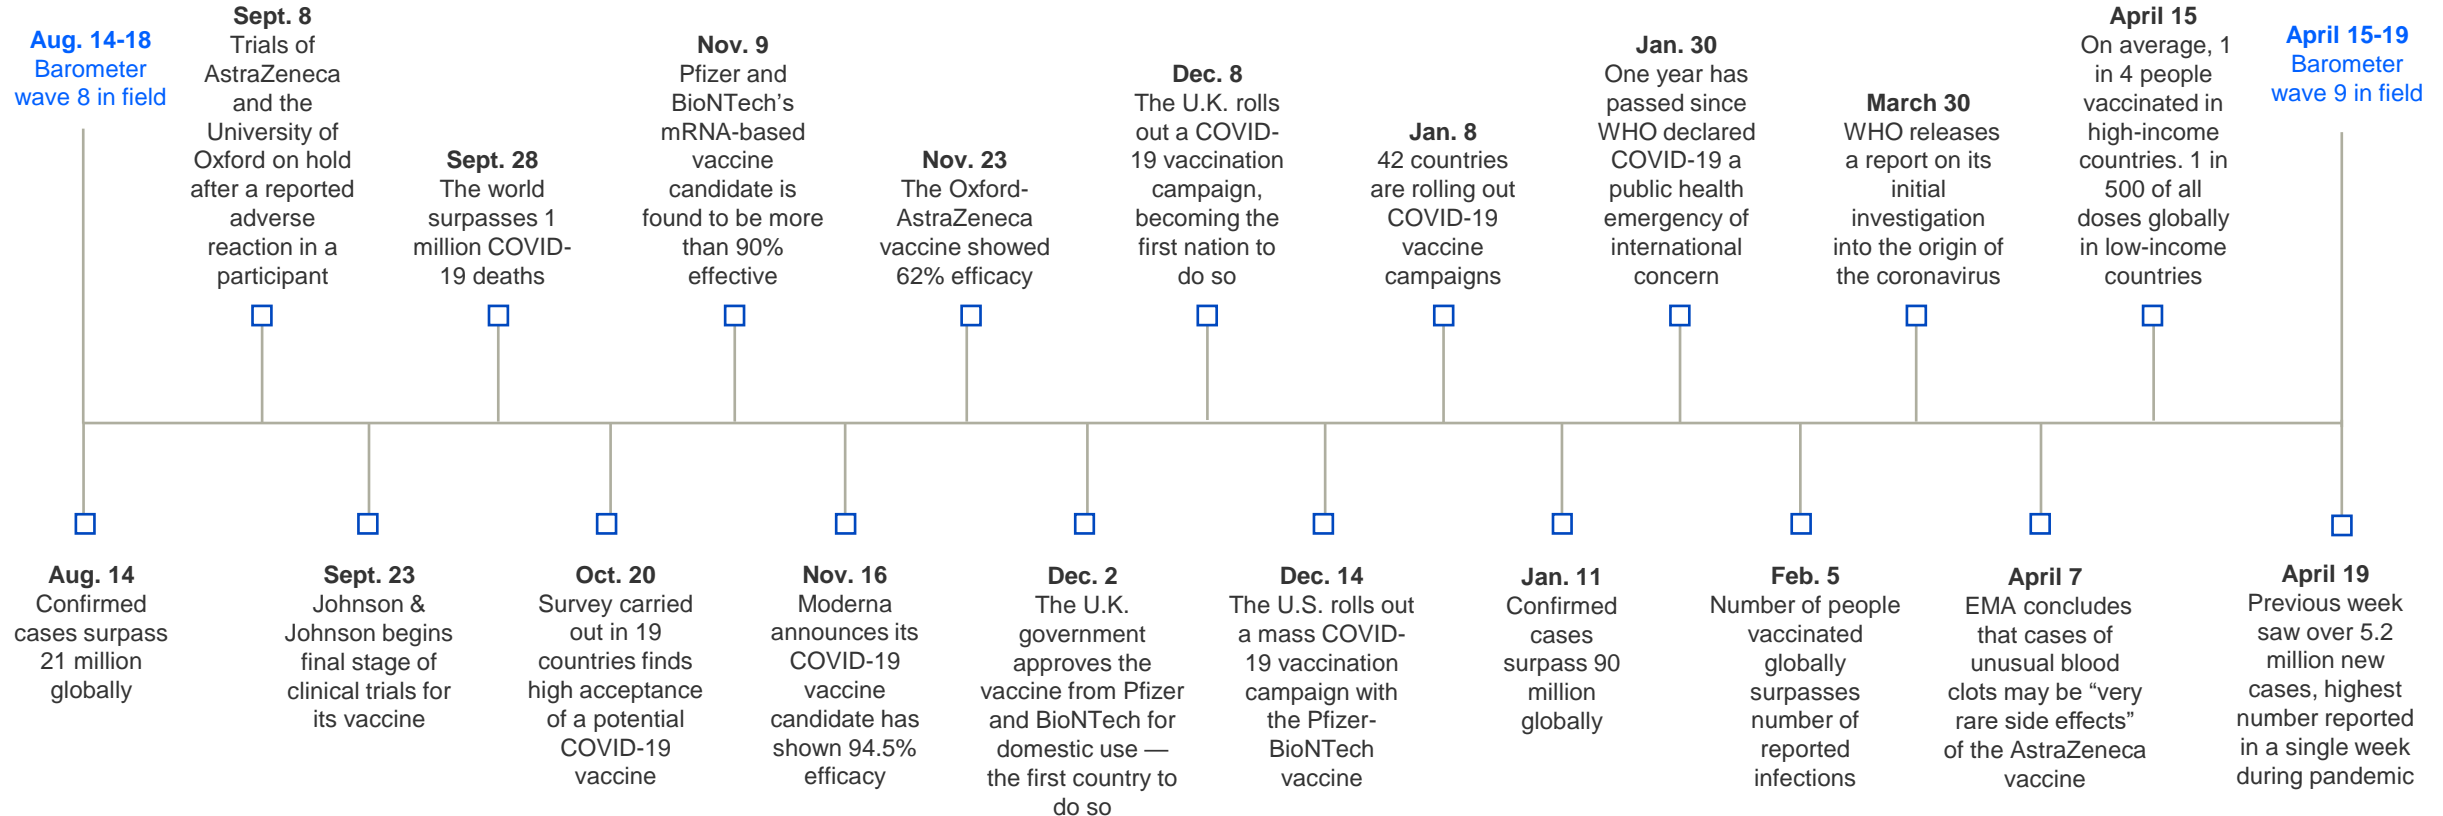 Aug. 14-18
Barometer
wave 8 in field
Sept. 8
Trials of
AstraZeneca
and the
University of
Oxford on hold
after a reported
adverse
reaction in a
participant
Sept. 28
The world
surpasses 1
million COVID-
19 deaths
Nov. 9
Pfizer and
BioNTech’s
mRNA-based
vaccine
candidate is
found to be more
than 90%
effective
Nov. 23
The Oxford-
AstraZeneca
vaccine showed
62% efficacy
Dec. 8
The U.K. rolls
out a COVID-
19 vaccination
campaign,
becoming the
first nation to
do so
Jan. 8
42 countries
are rolling out
COVID-19
vaccine
campaigns
Jan. 30
One year has
passed since
WHO declared
COVID-19 a
public health
emergency of
international
concern
March 30
WHO releases
a report on its
initial
investigation
into the origin of
the coronavirus
April 15
On average, 1
in 4 people
vaccinated in
high-income
countries. 1 in
500 of all
doses globally
in low-income
countries
April 15-19
Barometer
wave 9 in field
Aug. 14
Confirmed
cases surpass
21 million
globally
Sept. 23
Johnson &
Johnson begins
final stage of
clinical trials for
its vaccine
Oct. 20
Survey carried
out in 19
countries finds
high acceptance
of a potential
COVID-19
vaccine
Nov. 16
Moderna
announces its
COVID-19
vaccine
candidate has
shown 94.5%
efficacy
Dec. 2
The U.K.
government
approves the
vaccine from Pfizer
and BioNTech for
domestic use —
the first country to
do so
Dec. 14
The U.S. rolls out
a mass COVID-
19 vaccination
campaign with
the Pfizer-
BioNTech
vaccine
Jan. 11
Confirmed
cases
surpass 90
million
globally
Feb. 5
Number of people
vaccinated
globally
surpasses
number of
reported
infections
April 7
EMA concludes
that cases of
unusual blood
clots may be “very
rare side effects”
of the AstraZeneca
vaccine
April 19
Previous week
saw over 5.2
million new
cases, highest
number reported
in a single week
during pandemic